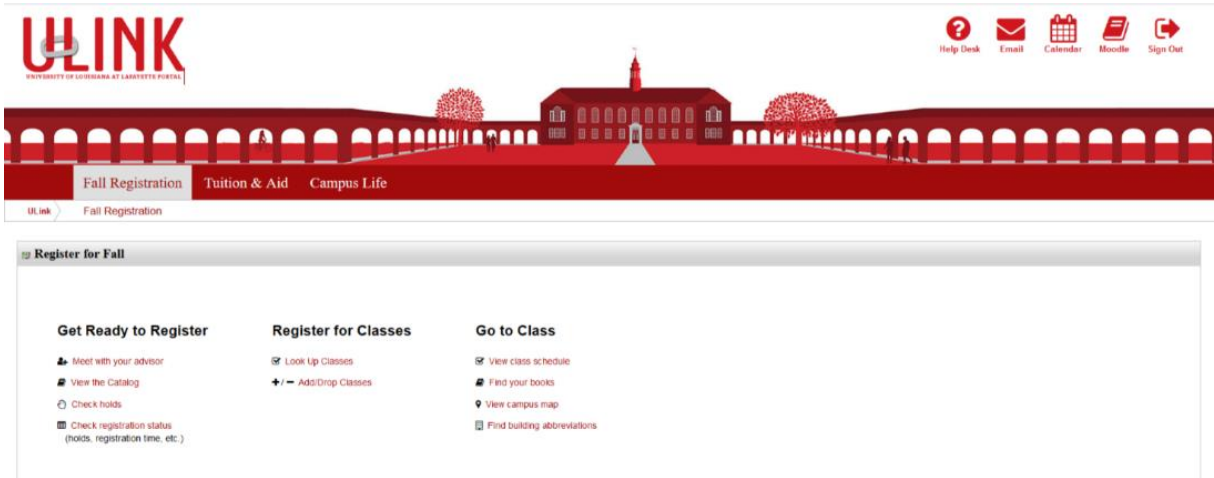 ULINK
UNIVERSITY OF LOUISIANA AT LAFAYETTE PORTAL
Help Desk Email Calendar Moodle Sign Out
Fall Registration Tuition & Aid Campus Life
ULink Fall Registration
Register for Fall
Get Ready to Register
Meet with your advisor
View the Catalog
Check holds
Check registration status
(holds, registration time, etc.)
Register for Classes
Look Up Classes
+ / − Add/Drop Classes
Go to Class
View class schedule
Find your books
View campus map
Find building abbreviations